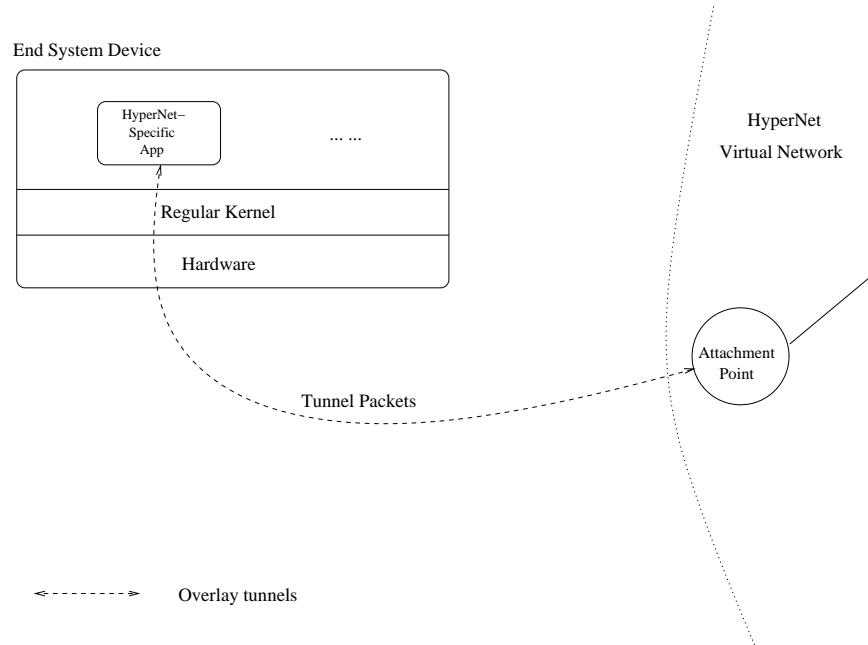 End System Device
HyperNet–
Specific
App
... ...
Regular Kernel
Hardware
HyperNet
Virtual Network
Attachment
Point
Tunnel Packets
Overlay tunnels